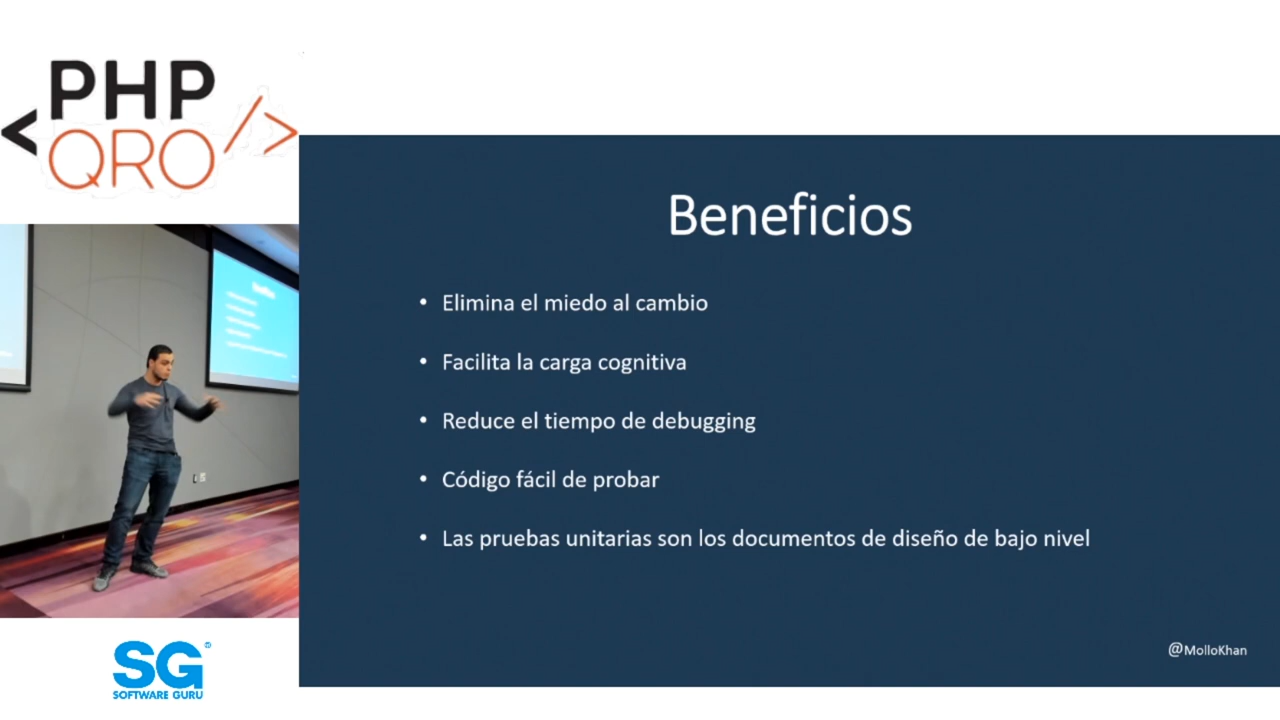 PHP
< QRO />
Beneficios
• Elimina el miedo al cambio
• Facilita la carga cognitiva
• Reduce el tiempo de debugging
• Código fácil de probar
• Las pruebas unitarias son los documentos de diseño de bajo nivel
@MolloKhan
SG®
SOFTWARE GURU